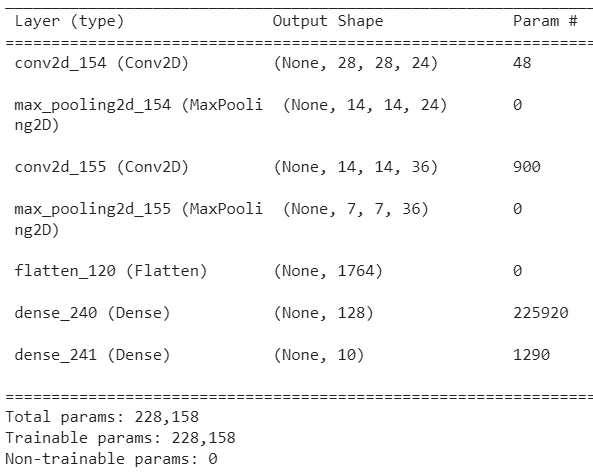 Layer (type) Output Shape Param #
=================================================================
conv2d_154 (Conv2D) (None, 28, 28, 24) 48
max_pooling2d_154 (MaxPooli (None, 14, 14, 24) 0
ng2D)
conv2d_155 (Conv2D) (None, 14, 14, 36) 900
max_pooling2d_155 (MaxPooli (None, 7, 7, 36) 0
ng2D)
flatten_120 (Flatten) (None, 1764) 0
dense_240 (Dense) (None, 128) 225920
dense_241 (Dense) (None, 10) 1290
=================================================================
Total params: 228,158
Trainable params: 228,158
Non-trainable params: 0